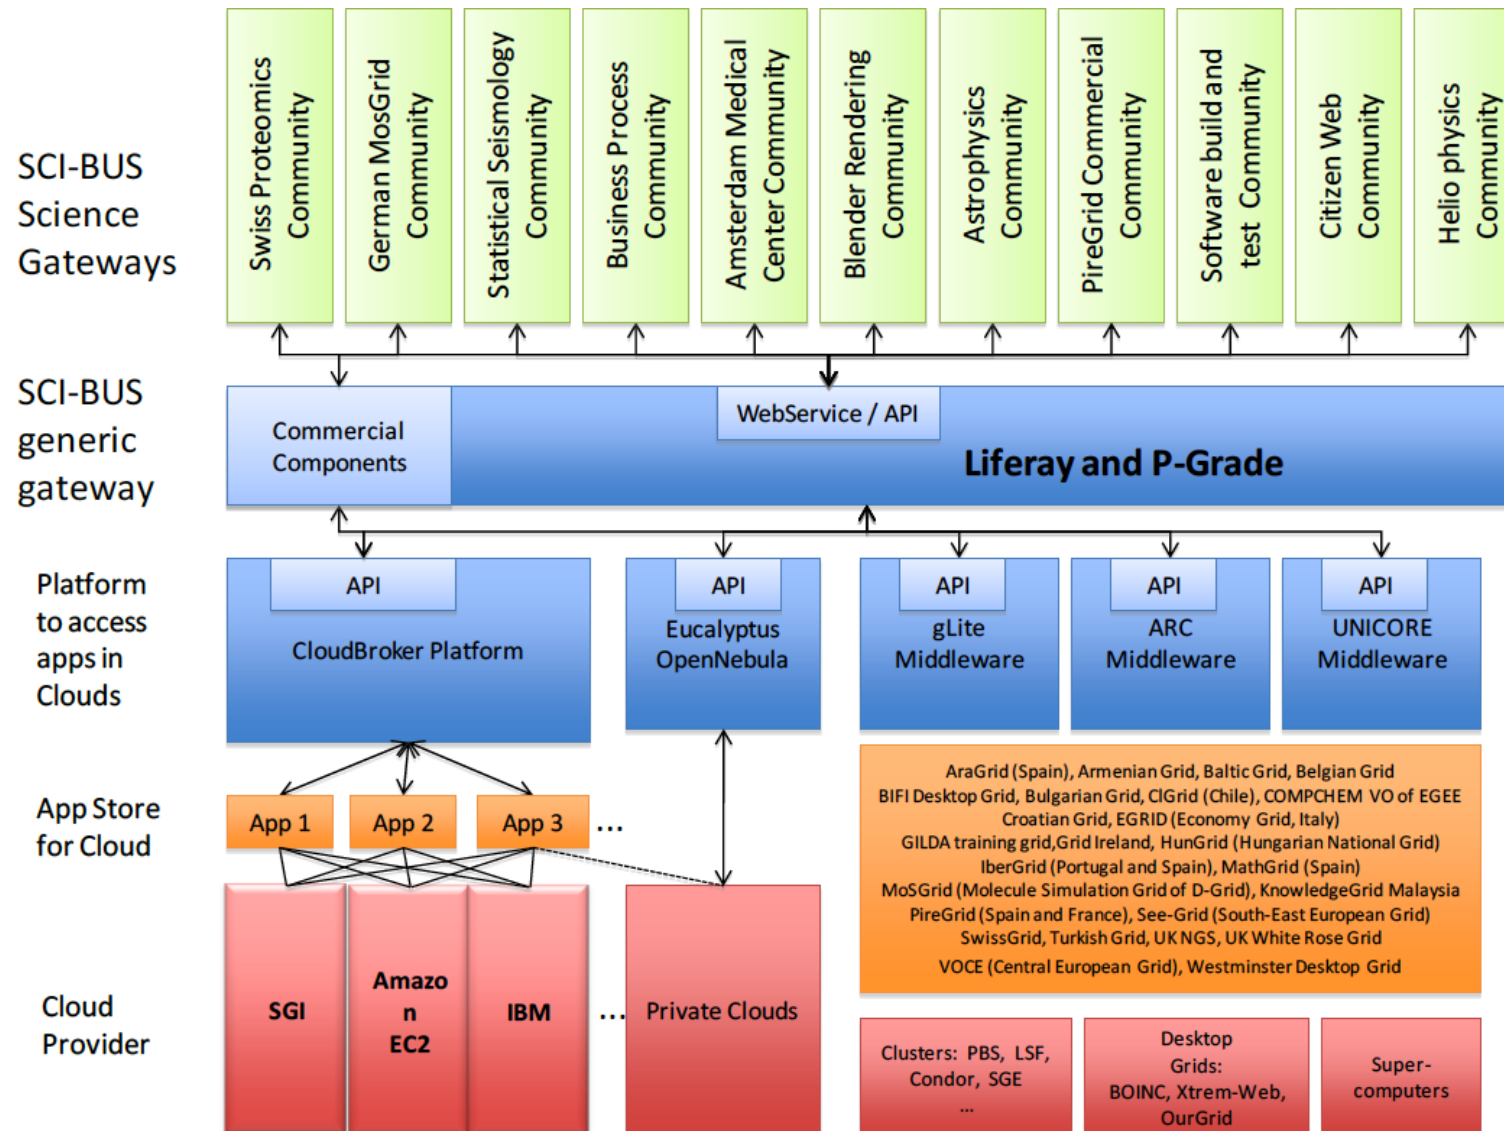 SCI-BUS
Science
Gateways
Swiss Proteomics
Community
German MosGrid
Community
Statistical Seismology
Community
Business Process
Community
Amsterdam Medical
Center Community
Blender Rendering
Community
Astrophysics
Community
PireGrid Commercial
Community
Software build and
test Community
Citizen Web
Community
Helio physics
Community
SCI-BUS
generic
gateway
Commercial
Components
WebService / API
Liferay and P-Grade
Platform
to access
apps in
Clouds
API
CloudBroker Platform
API
Eucalyptus
OpenNebula
API
gLite
Middleware
API
ARC
Middleware
API
UNICORE
Middleware
App Store
for Cloud
App 1
App 2
App 3
...
AraGrid (Spain), Armenian Grid, Baltic Grid, Belgian Grid
BIFI Desktop Grid, Bulgarian Grid, ClGrid (Chile), COMPCHEM VO of EGEE
Croatian Grid, EGRID (Economy Grid, Italy)
GILDA training grid,Grid Ireland, HunGrid (Hungarian National Grid)
IberGrid (Portugal and Spain), MathGrid (Spain)
MoSGrid (Molecule Simulation Grid of D-Grid), KnowledgeGrid Malaysia
PireGrid (Spain and France), See-Grid (South-East European Grid)
SwissGrid, Turkish Grid, UK NGS, UK White Rose Grid
VOCE (Central European Grid), Westminster Desktop Grid
Cloud
Provider
SGI
Amazo
n
EC2
IBM
...
Private Clouds
Clusters: PBS, LSF,
Condor, SGE
...
Desktop
Grids:
BOINC, Xtrem-Web,
OurGrid
Super-
computers